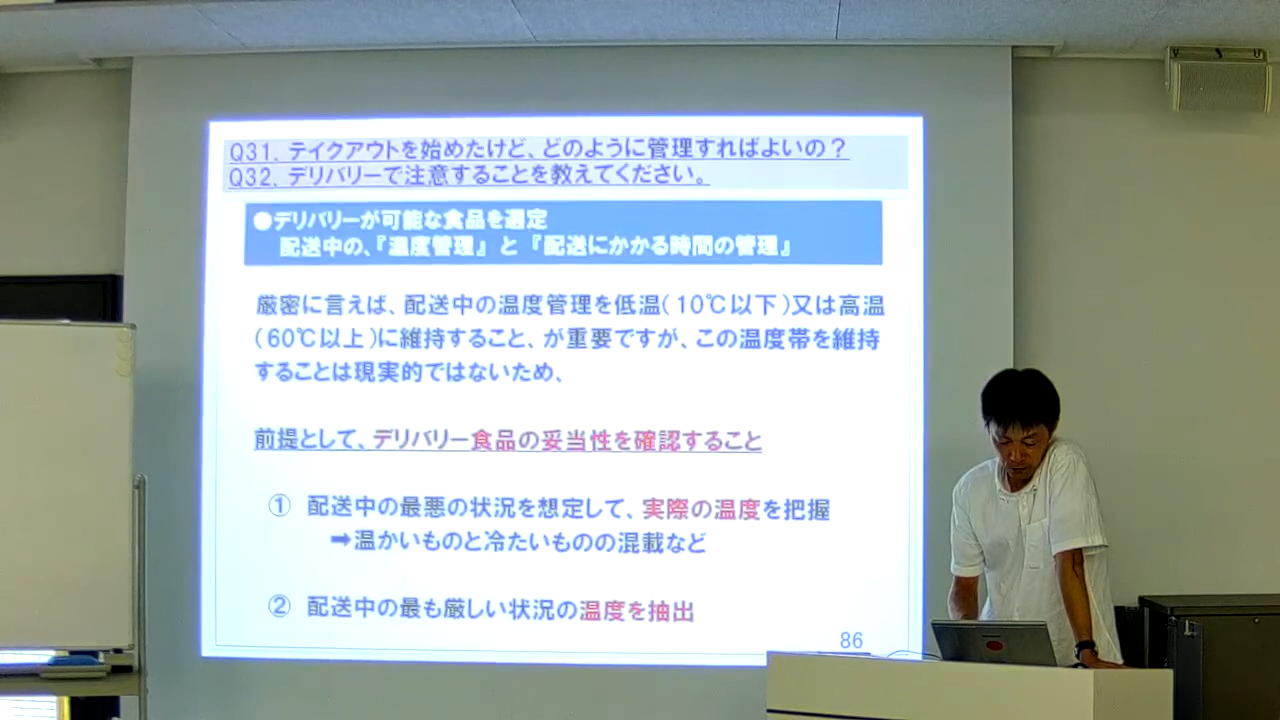 Q31. テイクアウトを始めたけど、どのように管理すればよいの？
Q32. デリバリーで注意することを教えてください。
●デリバリーが可能な食品を選定
配送中の、『温度管理』 と 『配送にかかる時間の管理』
厳密に言えば、配送中の温度管理を低温(10℃以下)又は高温
(60℃以上)に維持すること、が重要ですが、この温度帯を維持
することは現実的ではないため、
前提として、デリバリー食品の妥当性を確認すること
① 配送中の最悪の状況を想定して、実際の温度を把握
➡温かいものと冷たいものの混載など
② 配送中の最も厳しい状況の温度を抽出
86